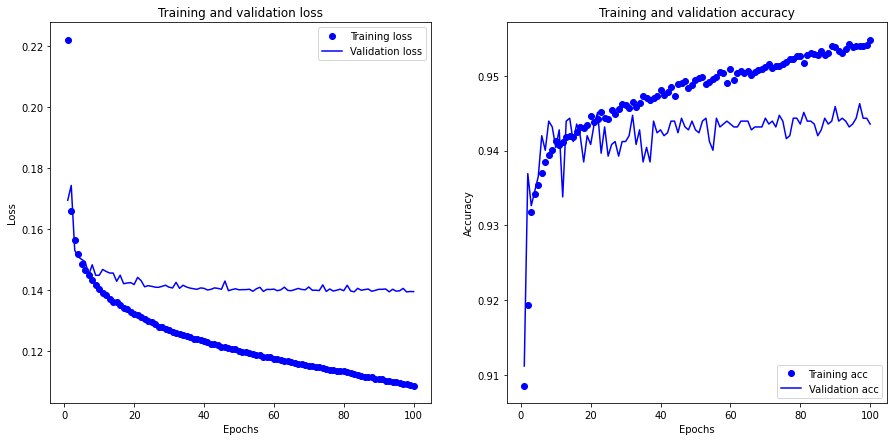 Training and validation loss
Training loss
Validation loss
0.22
0.20
0.18
0.16
0.14
0.12
Loss
0
20
40
60
80
100
Epochs
Training and validation accuracy
0.95
0.94
0.93
0.92
0.91
Accuracy
Training acc
Validation acc
0
20
40
60
80
100
Epochs